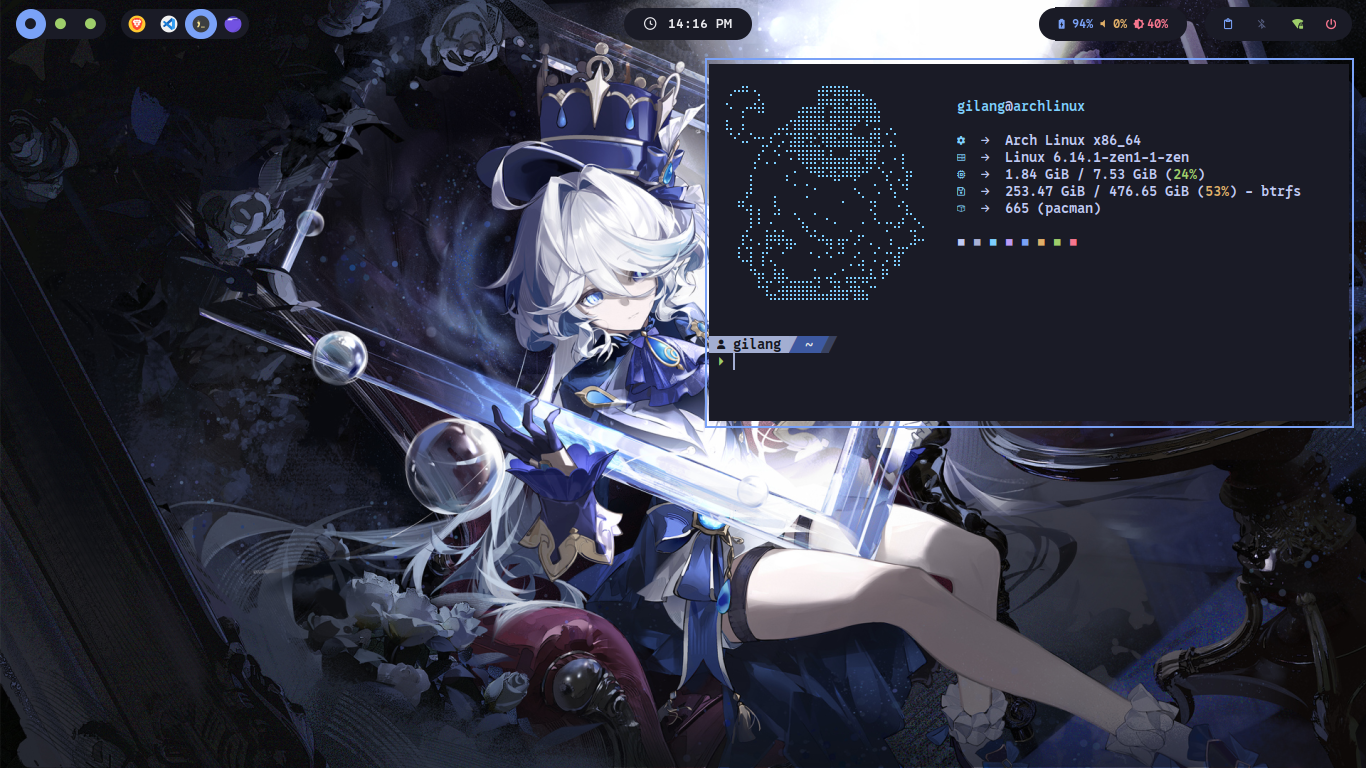 14:16 PM
94% 0% 40%
gilang@archlinux
→ Arch Linux x86_64
→ Linux 6.14.1-zen1-1-zen
→ 1.84 GiB / 7.53 GiB (24%)
→ 253.47 GiB / 476.65 GiB (53%) - btrfs
→ 665 (pacman)
gilang ~